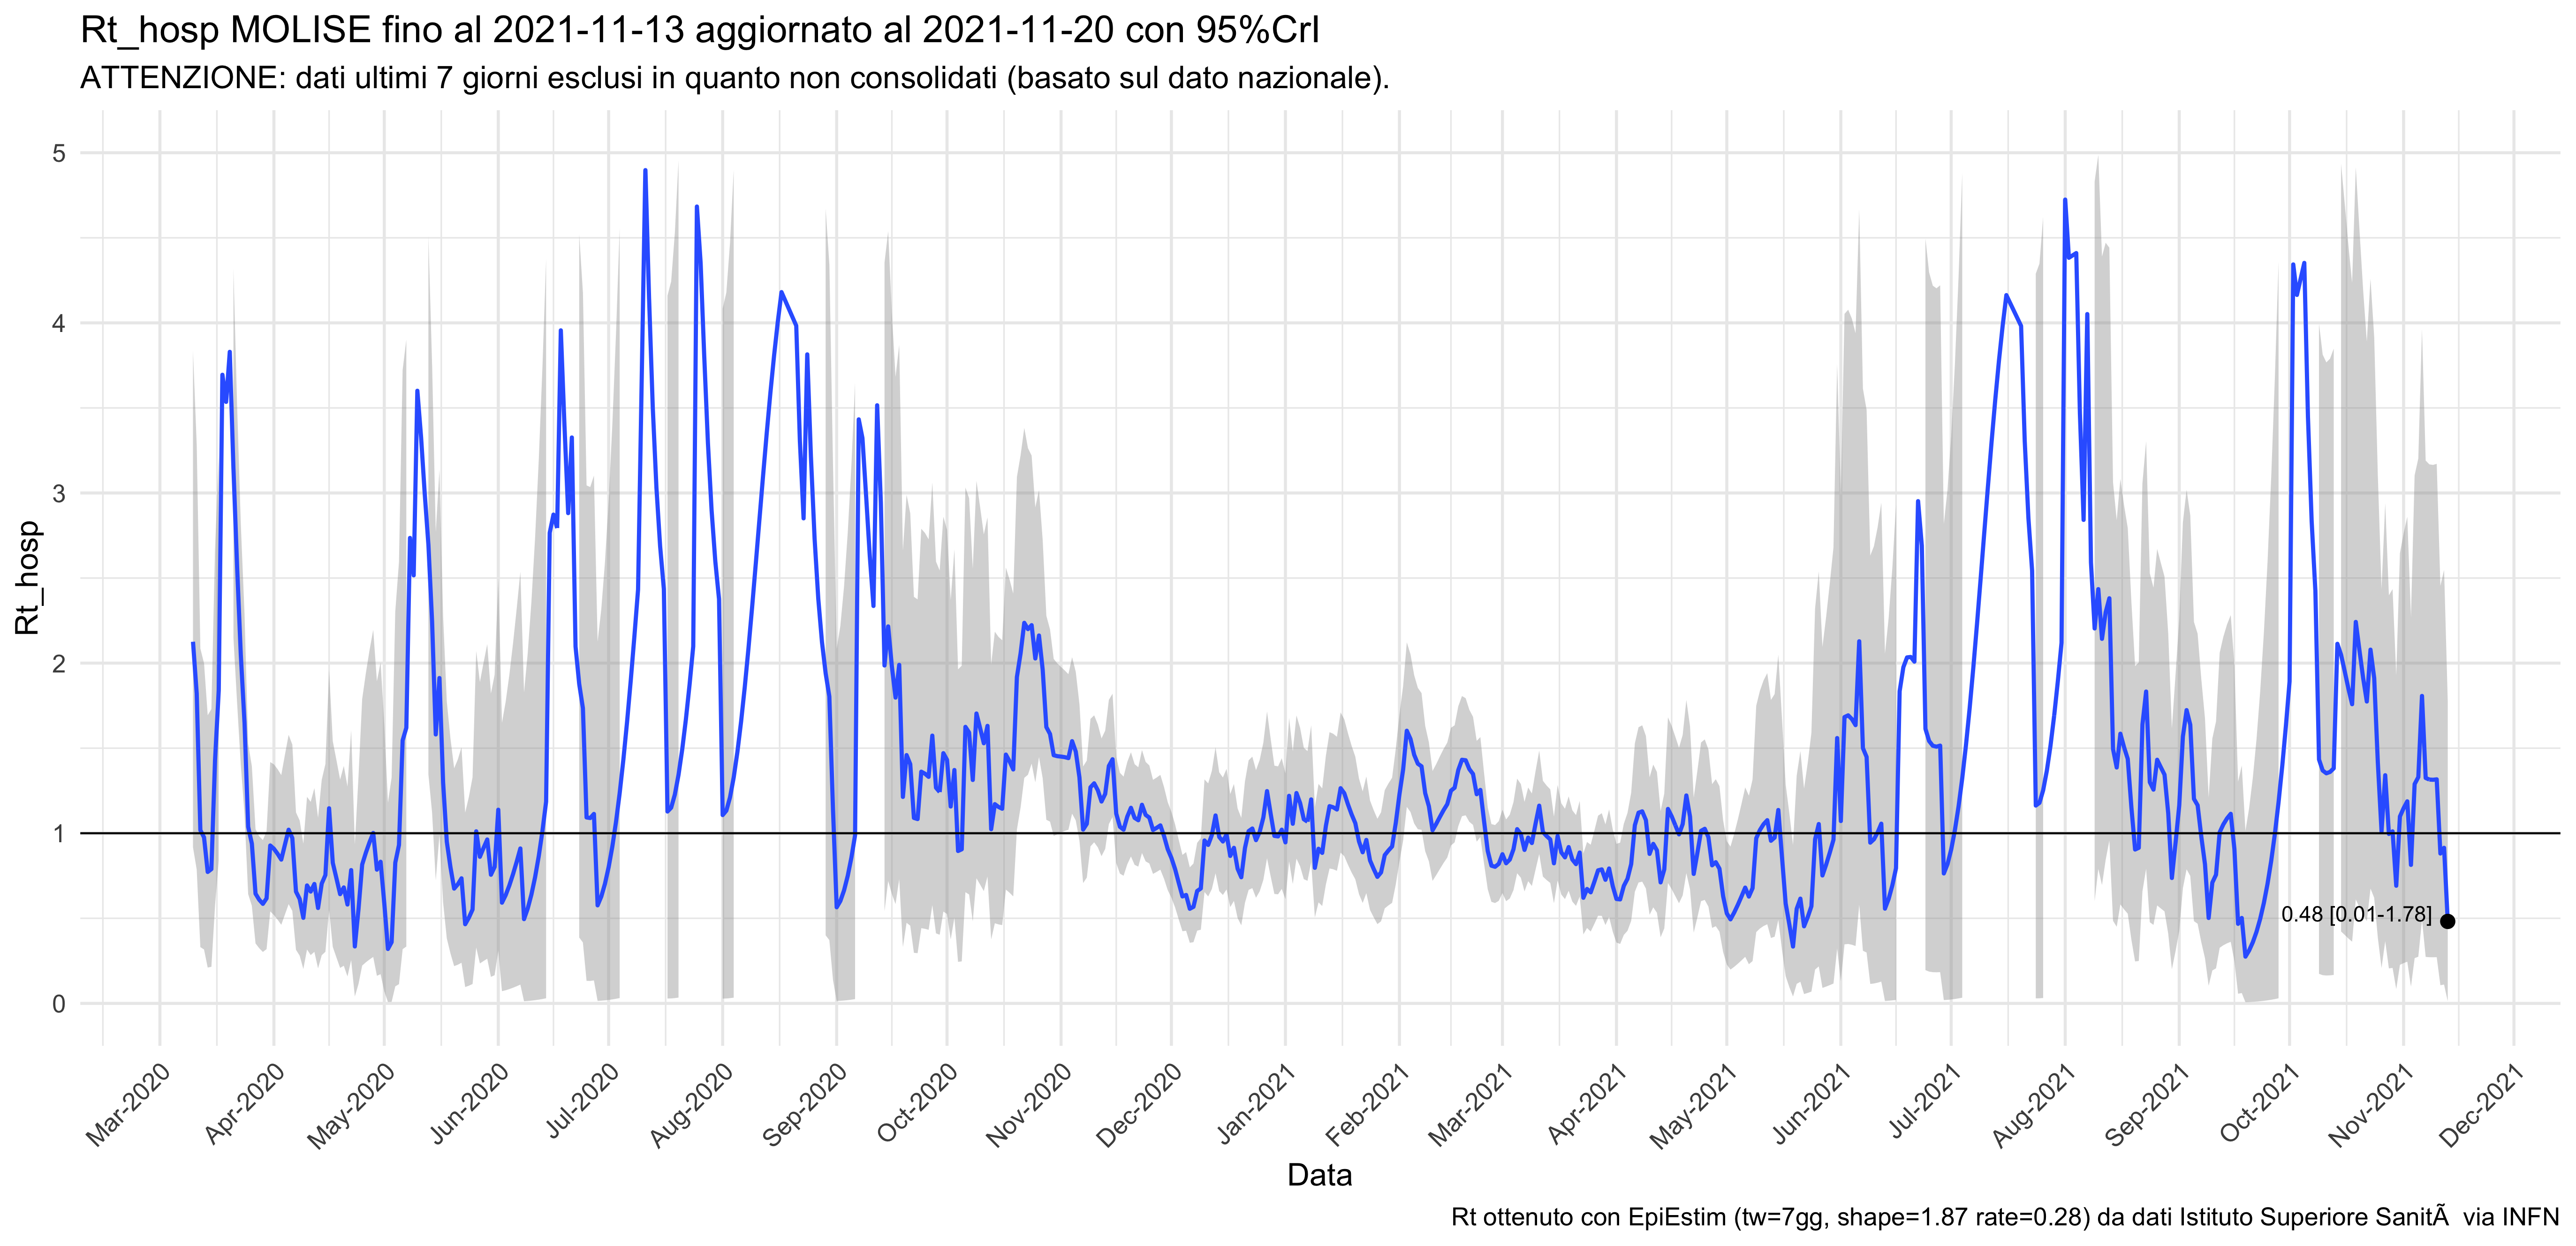 Rt_hosp MOLISE fino al 2021-11-13 aggiornato al 2021-11-20 con 95%CrI
ATTENZIONE: dati ultimi 7 giorni esclusi in quanto non consolidati (basato sul dato nazionale).
5
4
3
2
1
0
Rt_hosp
0.48 [0.01-1.78]
Mar-2020
Apr-2020
May-2020
Jun-2020
Jul-2020
Aug-2020
Sep-2020
Oct-2020
Nov-2020
Dec-2020
Jan-2021
Feb-2021
Mar-2021
Apr-2021
May-2021
Jun-2021
Jul-2021
Aug-2021
Sep-2021
Oct-2021
Nov-2021
Dec-2021
Data
Rt ottenuto con EpiEstim (tw=7gg, shape=1.87 rate=0.28) da dati Istituto Superiore SanitÃ  via INFN